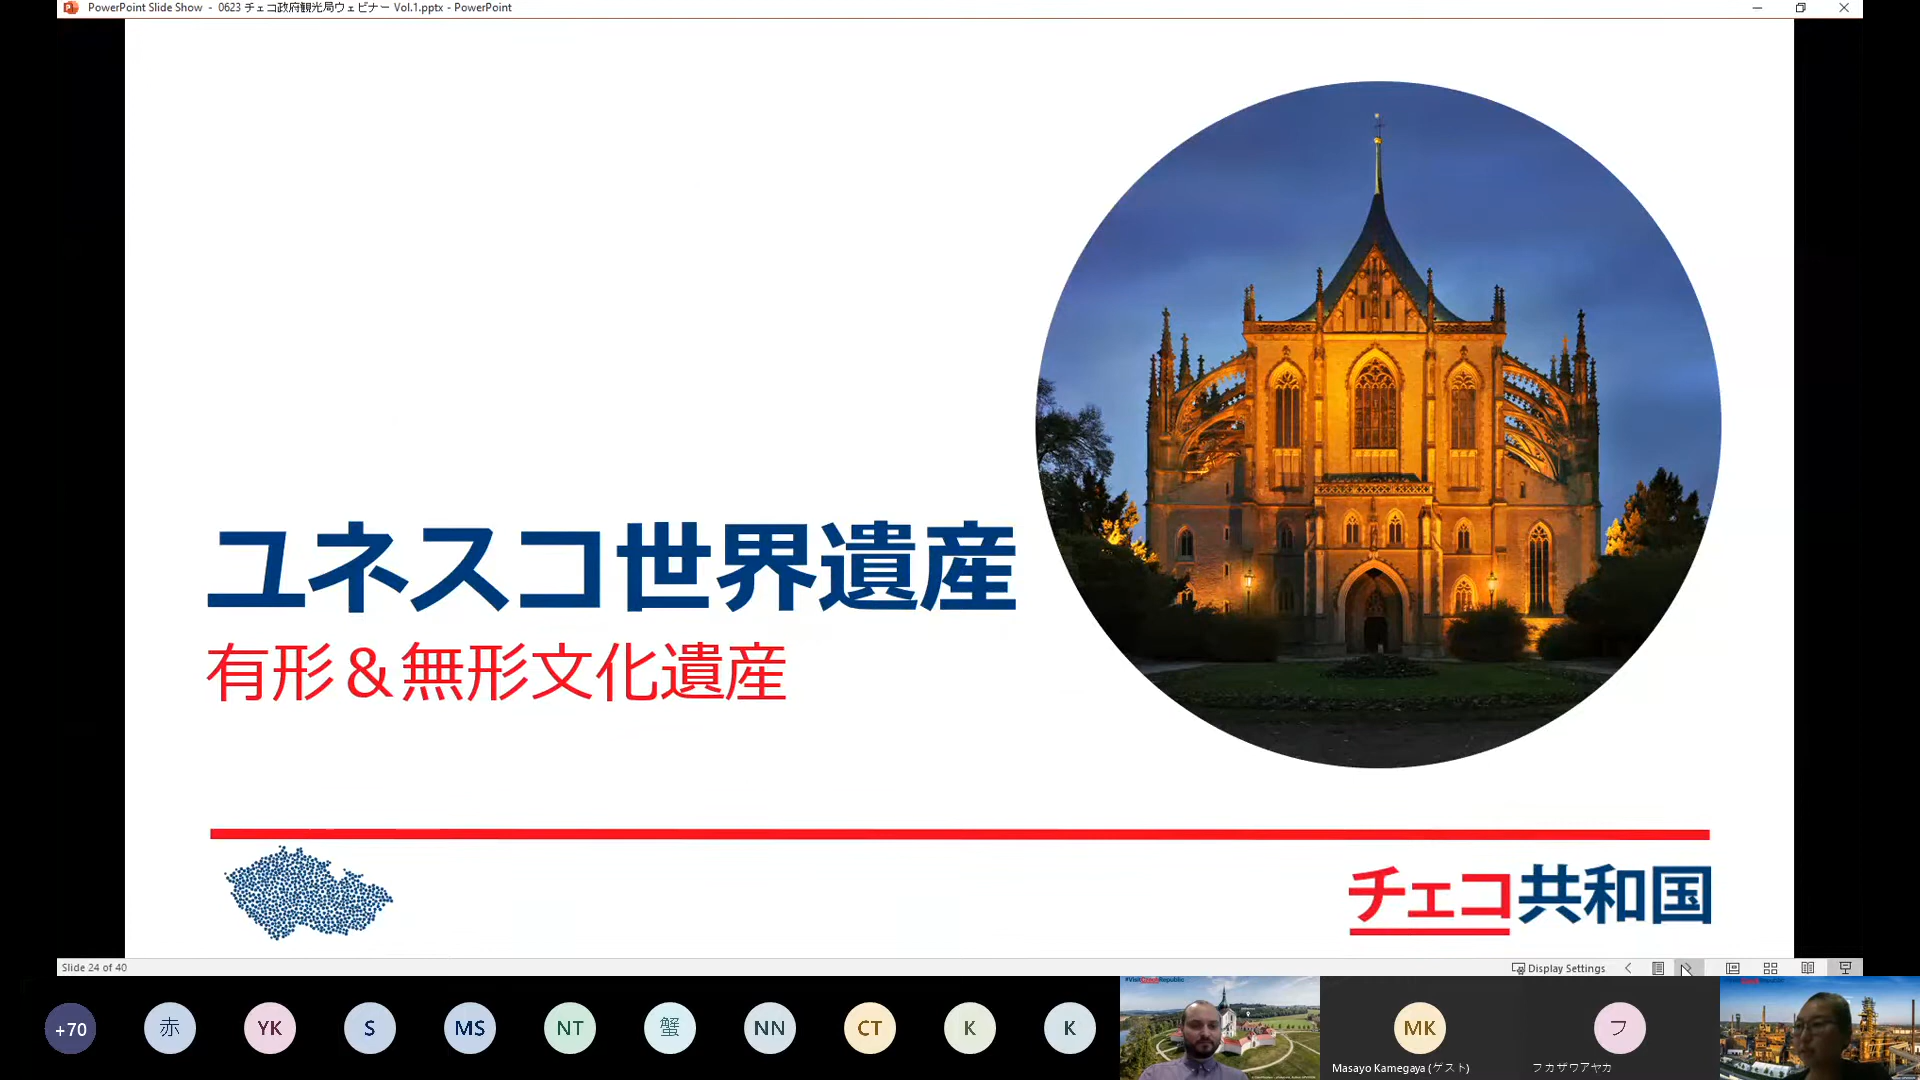 PowerPoint Slide Show - 0623 チェコ政府観光局ウェビナー Vol.1.pptx - PowerPoint
ユネスコ世界遺産
有形＆無形文化遺産
チェコ共和国
Slide 24 of 40
Display Settings
+70
赤
YK
S
MS
NT
蟹
NN
CT
K
K
#VisitCzechRepublic
MK
Masayo Kamegaya (ゲスト)
フ
フカザワアヤカ